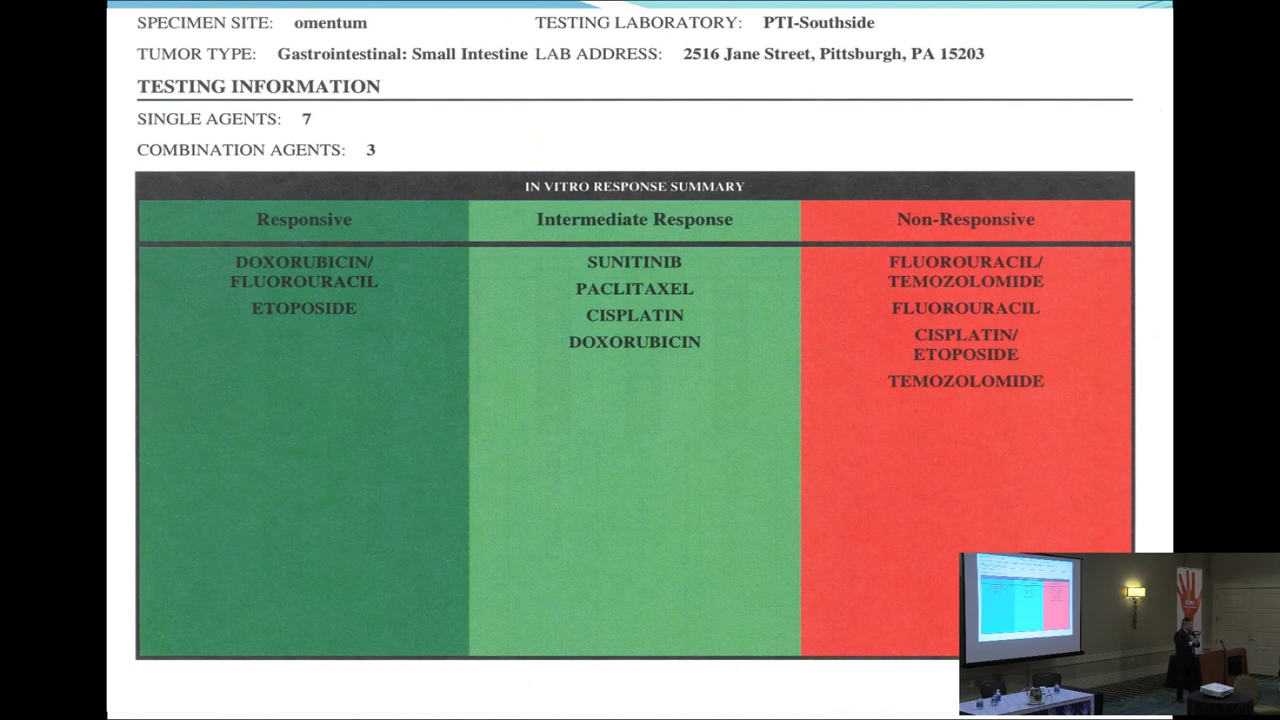 SPECIMEN SITE: omentum TESTING LABORATORY: PTI-Southside
TUMOR TYPE: Gastrointestinal: Small Intestine LAB ADDRESS: 2516 Jane Street, Pittsburgh, PA 15203
TESTING INFORMATION
SINGLE AGENTS: 7
COMBINATION AGENTS: 3
IN VITRO RESPONSE SUMMARY
Responsive
DOXORUBICIN/
FLUOROURACIL
ETOPOSIDE
Intermediate Response
SUNITINIB
PACLITAXEL
CISPLATIN
DOXORUBICIN
Non-Responsive
FLUOROURACIL/
TEMOZOLOMIDE
FLUOROURACIL
CISPLATIN/
ETOPOSIDE
TEMOZOLOMIDE